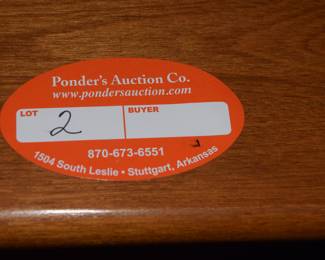 Ponder's Auction Co.
www.pondersauction.com
LOT BUYER
2
870-673-6551
1504 South Leslie • Stuttgart, Arkansas